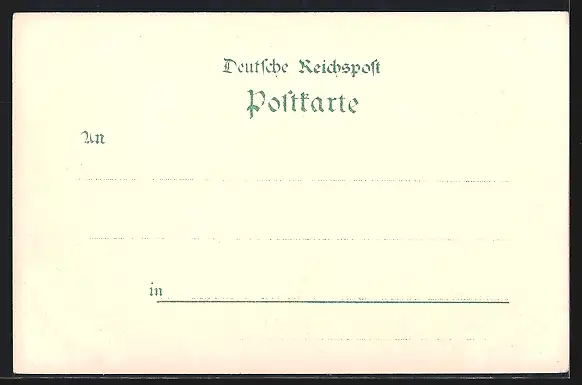 Deutſche Reichspoſt
Poſtkarte
An
in